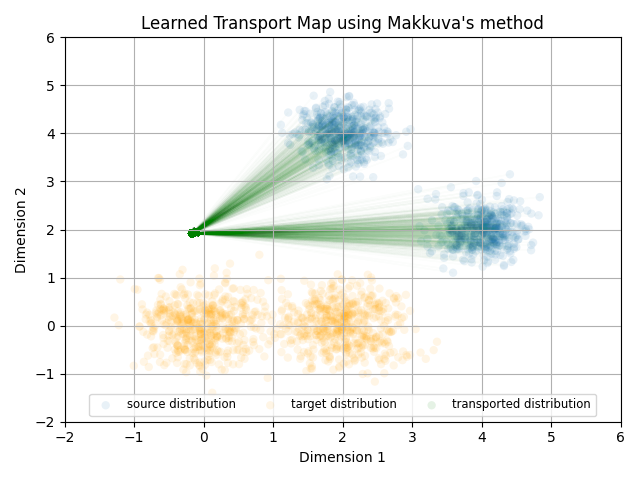 Learned Transport Map using Makkuva's method
6
5
4
3
2
1
0
−1
−2
Dimension 2
source distribution target distribution transported distribution
−2 −1 0 1 2 3 4 5 6
Dimension 1